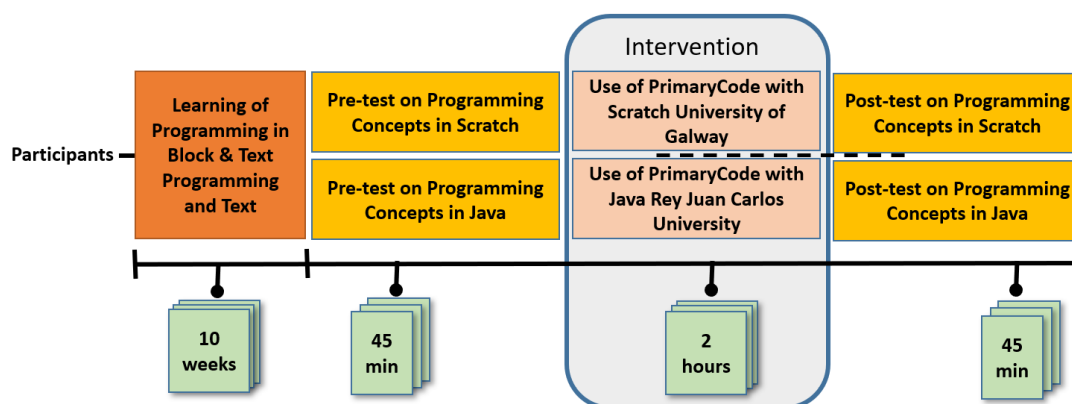 Intervention
Participants
Learning of
Programming in
Block & Text
Programming
and Text
Pre-test on Programming
Concepts in Scratch
Pre-test on Programming
Concepts in Java
Use of PrimaryCode with
Scratch University of
Galway
Use of PrimaryCode with
Java Rey Juan Carlos
University
Post-test on Programming
Concepts in Scratch
Post-test on Programming
Concepts in Java
10
weeks
45
min
2
hours
45
min